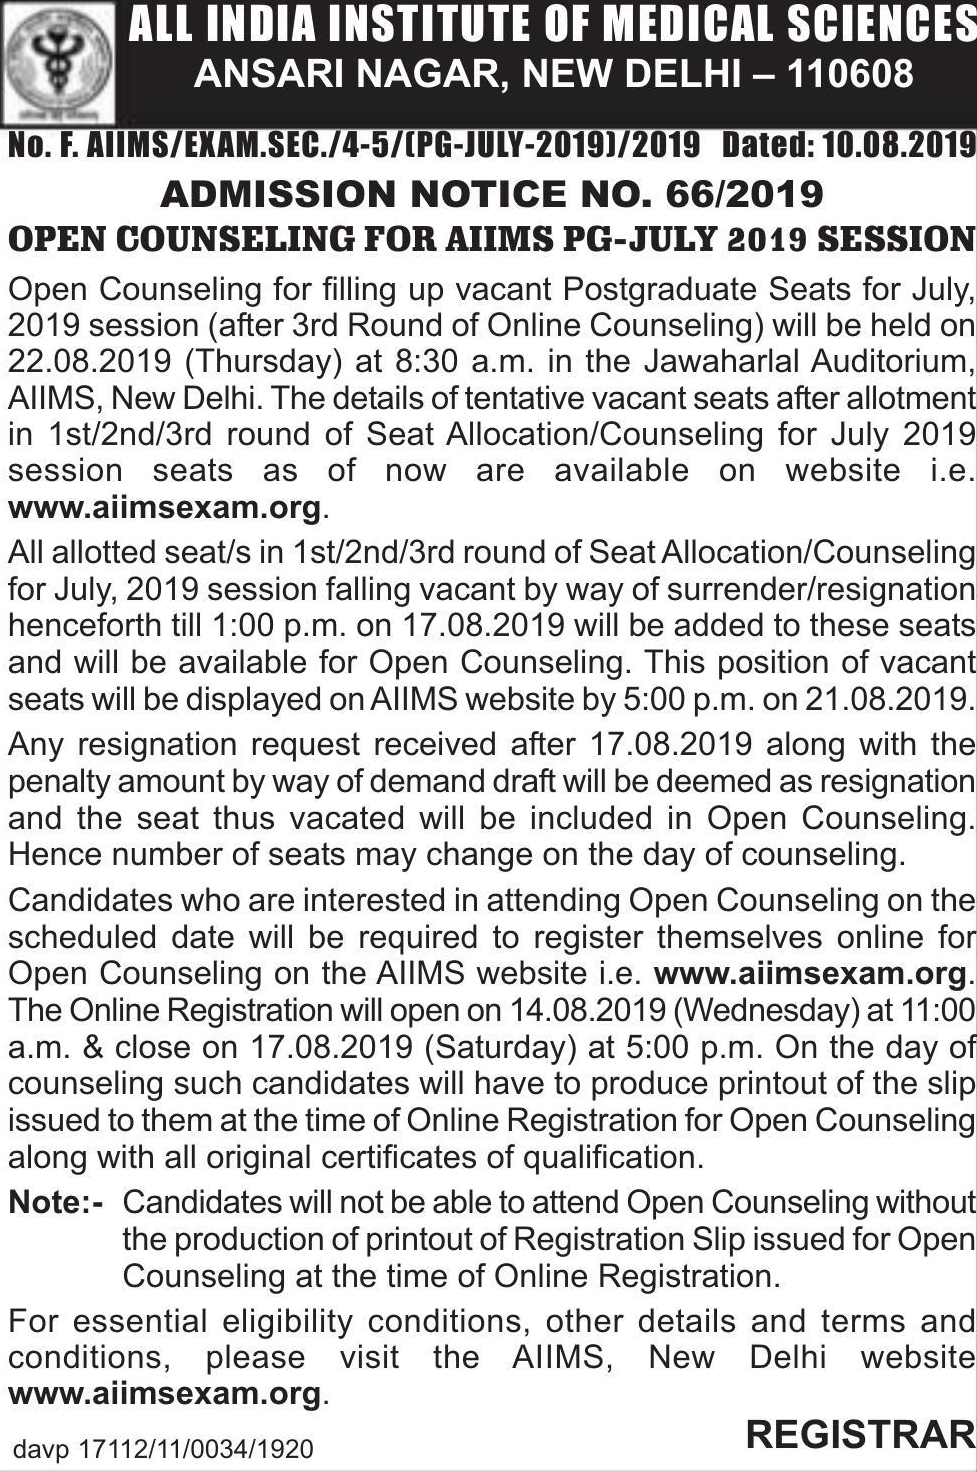 ALL INDIA INSTITUTE OF MEDICAL SCIENCES
ANSARI NAGAR, NEW DELHI – 110608
No. F. AIIMS/EXAM.SEC./4-5/(PG-JULY-2019)/2019 Dated: 10.08.2019
ADMISSION NOTICE NO. 66/2019
OPEN COUNSELING FOR AIIMS PG-JULY 2019 SESSION
Open Counseling for filling up vacant Postgraduate Seats for July,
2019 session (after 3rd Round of Online Counseling) will be held on
22.08.2019 (Thursday) at 8:30 a.m. in the Jawaharlal Auditorium,
AIIMS, New Delhi. The details of tentative vacant seats after allotment
in 1st/2nd/3rd round of Seat Allocation/Counseling for July 2019
session seats as of now are available on website i.e.
www.aiimsexam.org.
All allotted seat/s in 1st/2nd/3rd round of Seat Allocation/Counseling
for July, 2019 session falling vacant by way of surrender/resignation
henceforth till 1:00 p.m. on 17.08.2019 will be added to these seats
and will be available for Open Counseling. This position of vacant
seats will be displayed on AIIMS website by 5:00 p.m. on 21.08.2019.
Any resignation request received after 17.08.2019 along with the
penalty amount by way of demand draft will be deemed as resignation
and the seat thus vacated will be included in Open Counseling.
Hence number of seats may change on the day of counseling.
Candidates who are interested in attending Open Counseling on the
scheduled date will be required to register themselves online for
Open Counseling on the AIIMS website i.e. www.aiimsexam.org.
The Online Registration will open on 14.08.2019 (Wednesday) at 11:00
a.m. & close on 17.08.2019 (Saturday) at 5:00 p.m. On the day of
counseling such candidates will have to produce printout of the slip
issued to them at the time of Online Registration for Open Counseling
along with all original certificates of qualification.
Note:- Candidates will not be able to attend Open Counseling without
the production of printout of Registration Slip issued for Open
Counseling at the time of Online Registration.
For essential eligibility conditions, other details and terms and
conditions, please visit the AIIMS, New Delhi website
www.aiimsexam.org.
REGISTRAR
davp 17112/11/0034/1920